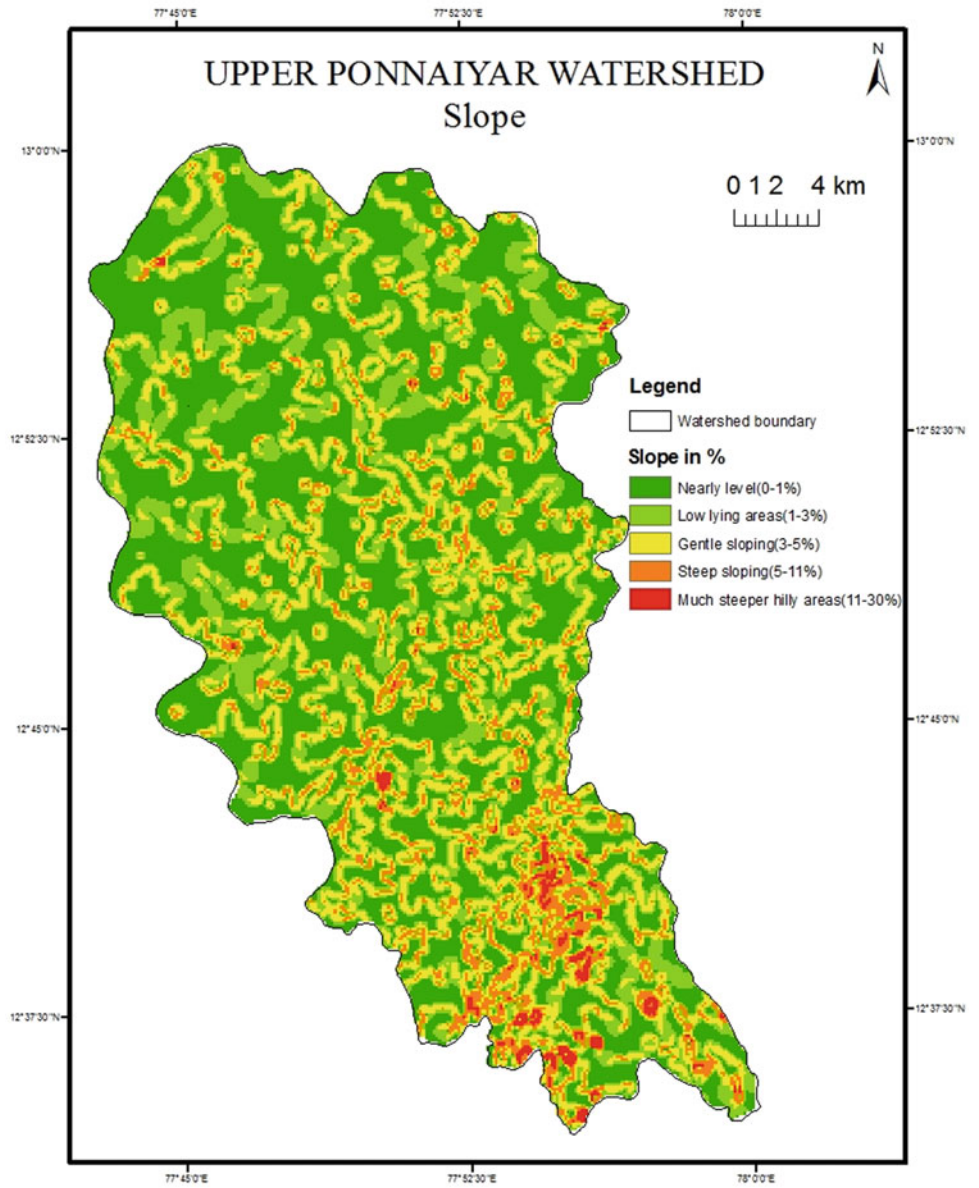 77°45'0"E 77°52'30"E 78°0'0"E
UPPER PONNAIYAR WATERSHED
Slope
N
13°0'0"N 13°0'0"N
0 1 2 4 km
Legend
Watershed boundary
12°52'30"N 12°52'30"N
Slope in %
Nearly level(0-1%)
Low lying areas(1-3%)
Gentle sloping(3-5%)
Steep sloping(5-11%)
Much steeper hilly areas(11-30%)
12°45'0"N 12°45'0"N
12°37'30"N 12°37'30"N
77°45'0"E 77°52'30"E 78°0'0"E